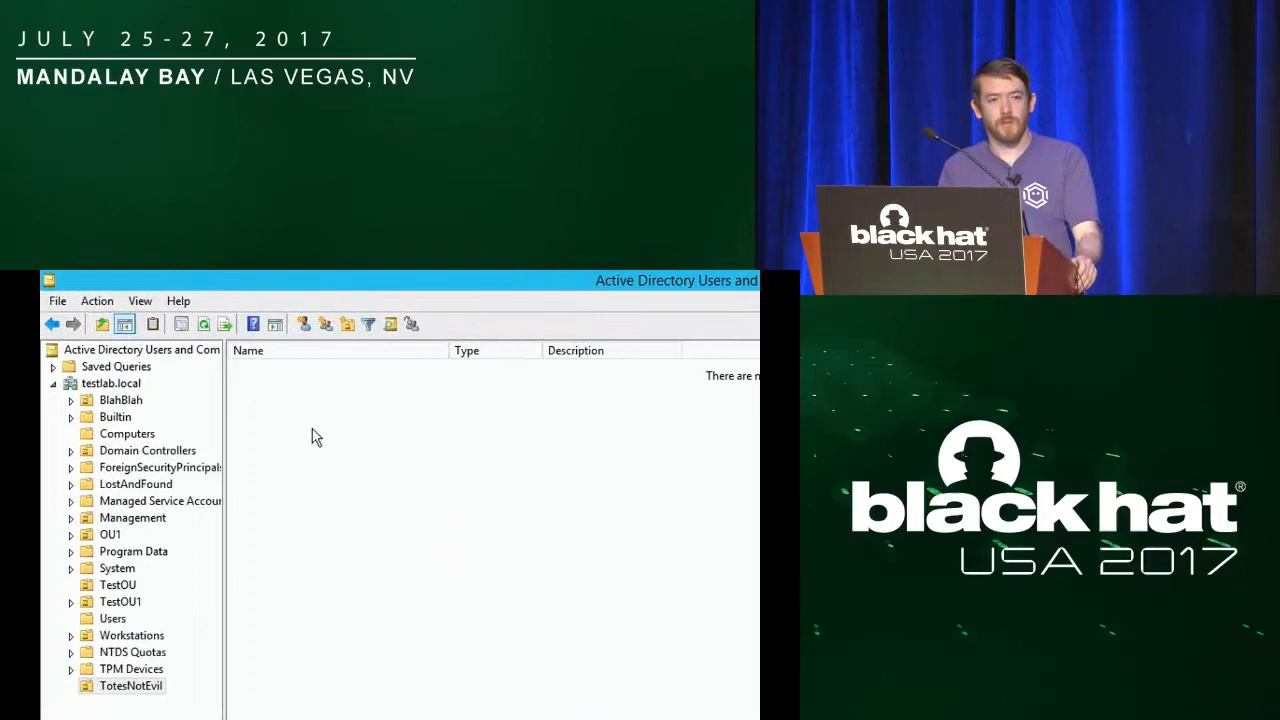 JULY 25-27, 2017
MANDALAY BAY / LAS VEGAS, NV
black hat
USA 2017
Active Directory Users and
File Action View Help
Active Directory Users and Com
Name Type Description
Saved Queries
There are n
testlab.local
BlahBlah
Builtin
Computers
Domain Controllers
ForeignSecurityPrincipals
LostAndFound
Managed Service Accour
Management
OU1
Program Data
System
TestOU
TestOU1
Users
Workstations
NTDS Quotas
TPM Devices
TotesNotEvil
black hat®
USA 2017